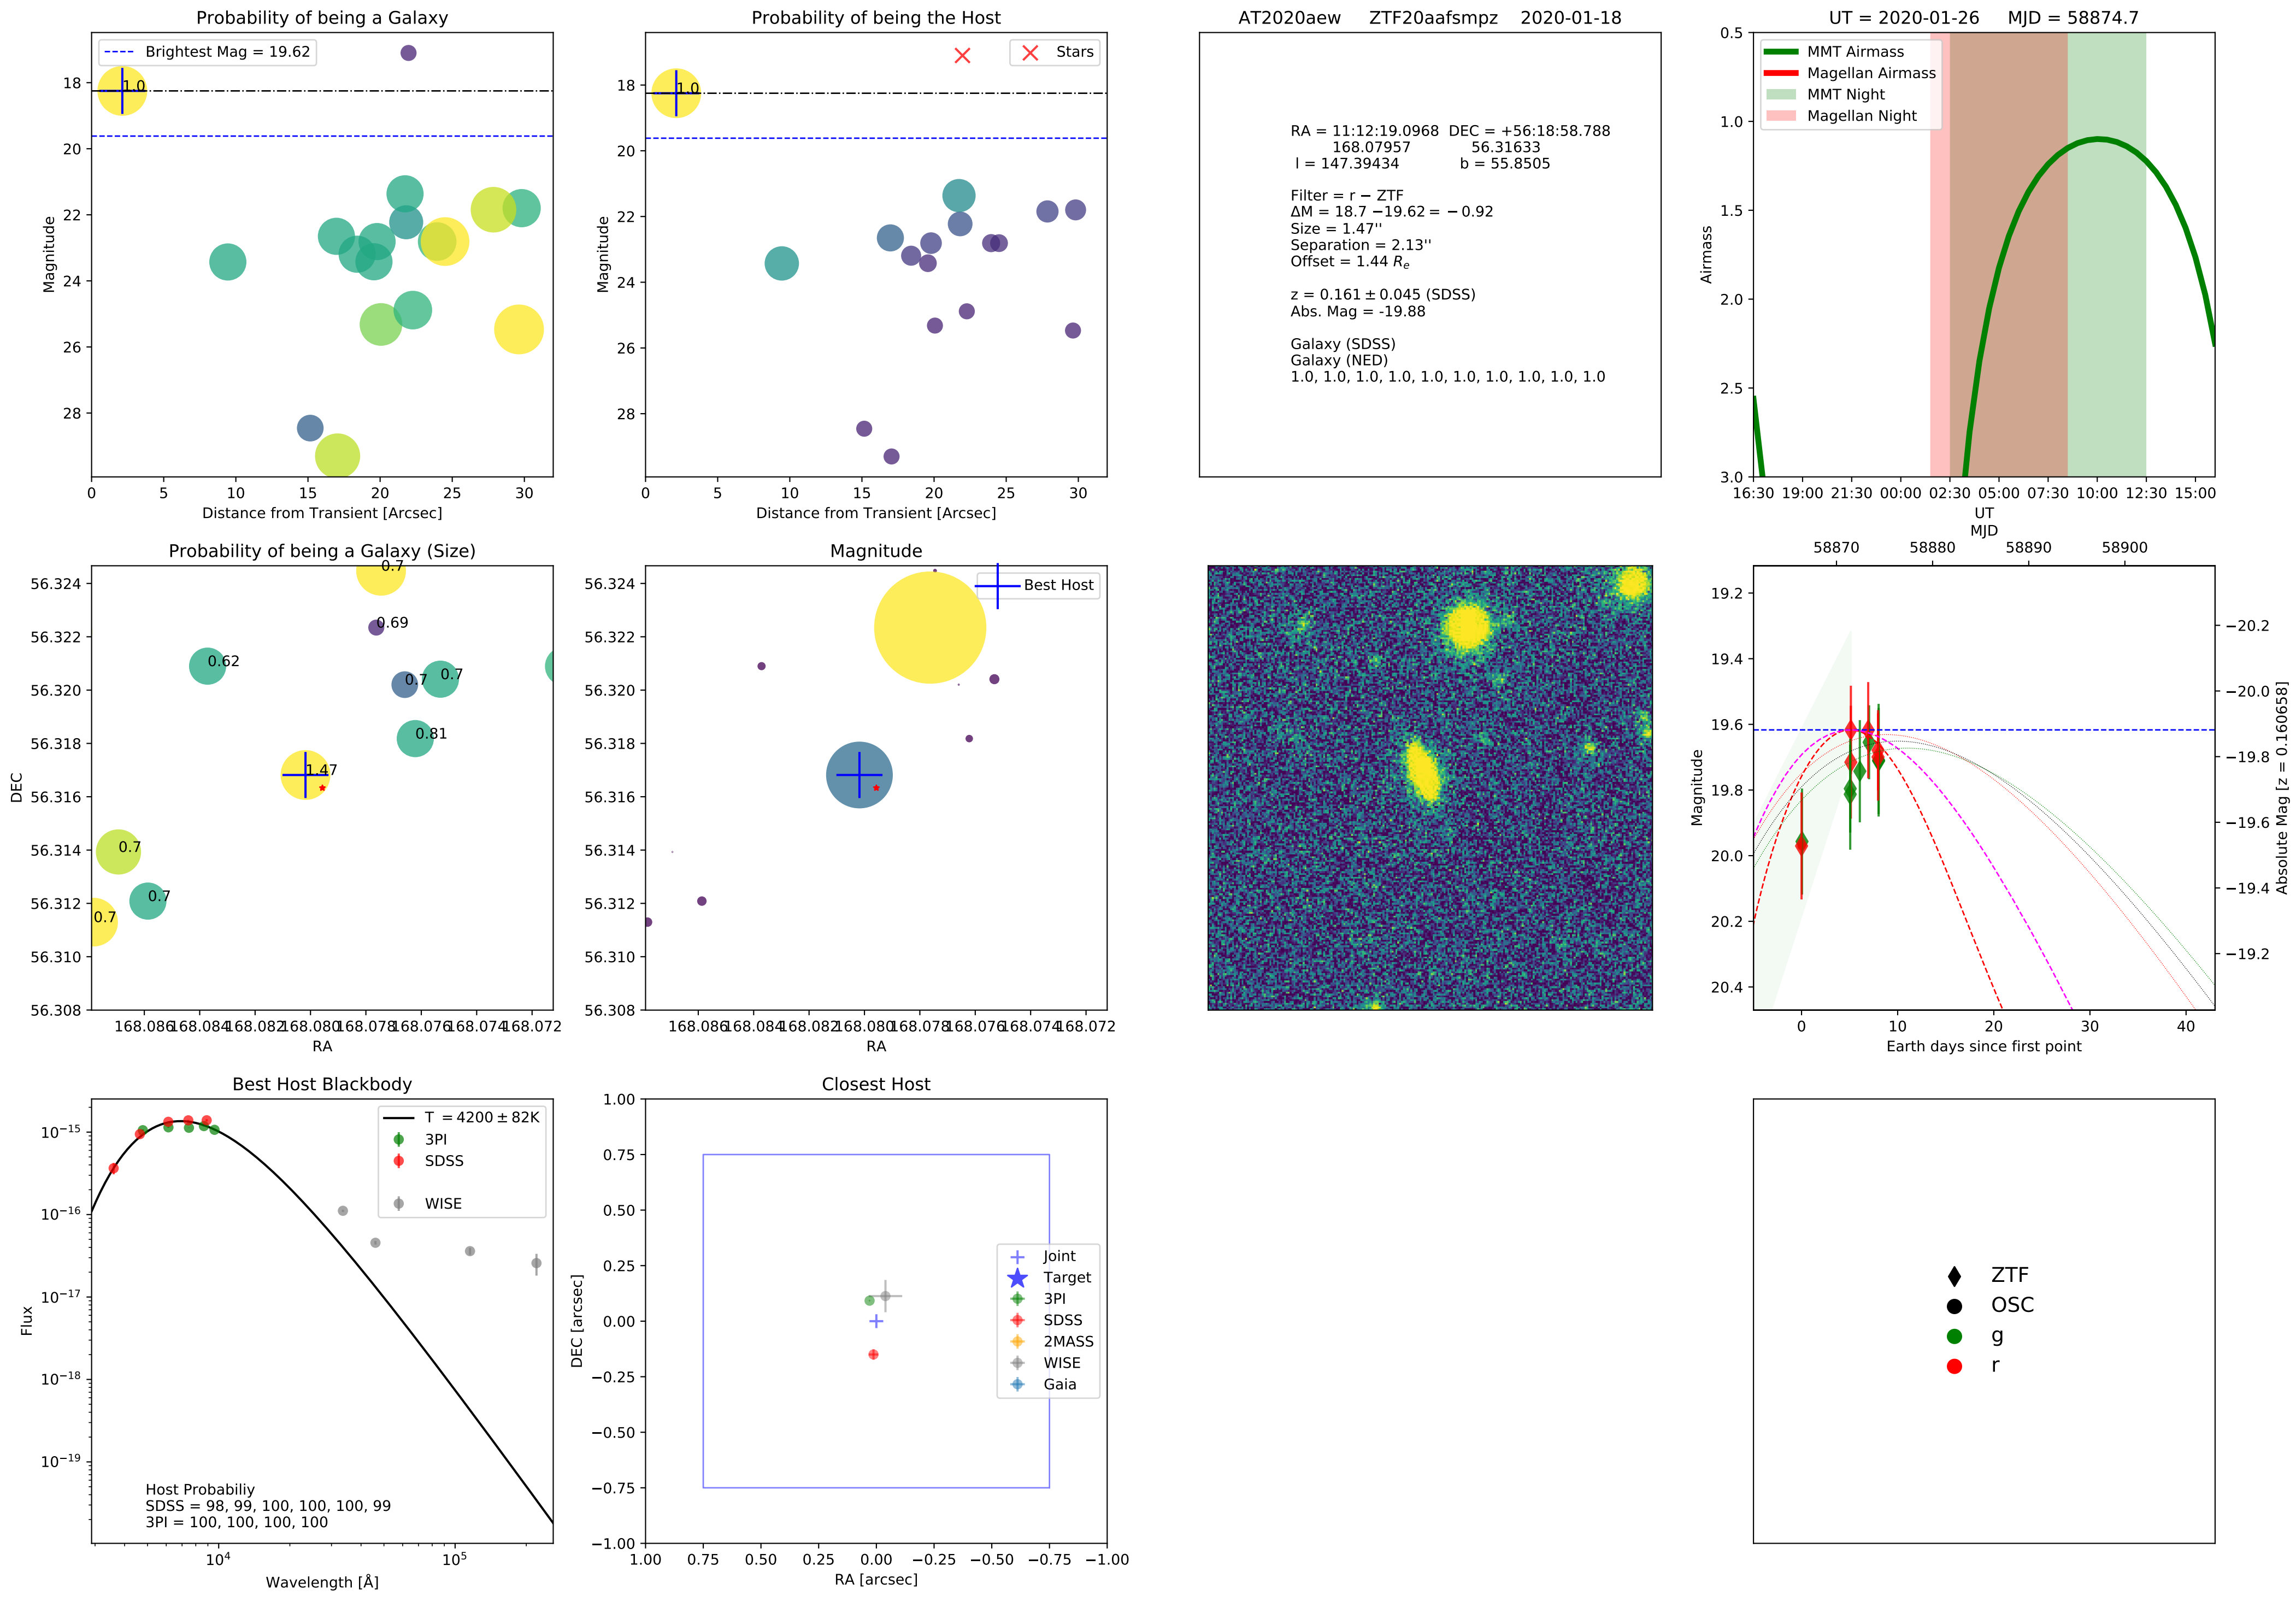 Probability of being a Galaxy
Brightest Mag = 19.62
1.0
18
20
22
24
26
28
Magnitude
0 5 10 15 20 25 30
Distance from Transient [Arcsec]
Probability of being the Host
Stars
1.0
18
20
22
24
26
28
Magnitude
0 5 10 15 20 25 30
Distance from Transient [Arcsec]
AT2020aew ZTF20aafsmpz 2020-01-18
RA = 11:12:19.0968 DEC = +56:18:58.788
168.07957 56.31633
l = 147.39434 b = 55.8505
Filter = r − ZTF
ΔM = 18.7 −19.62 = −0.92
Size = 1.47''
Separation = 2.13''
Offset = 1.44 Re
z = 0.161 ± 0.045 (SDSS)
Abs. Mag = -19.88
Galaxy (SDSS)
Galaxy (NED)
1.0, 1.0, 1.0, 1.0, 1.0, 1.0, 1.0, 1.0, 1.0, 1.0
UT = 2020-01-26 MJD = 58874.7
MMT Airmass
Magellan Airmass
MMT Night
Magellan Night
0.5
1.0
1.5
2.0
2.5
3.0
Airmass
16:30 19:00 21:30 00:00 02:30 05:00 07:30 10:00 12:30 15:00
UT
Probability of being a Galaxy (Size)
0.7
0.69
0.62
0.7
0.7
0.81
1.47
0.7
0.7
0.7
56.324
56.322
56.320
56.318
56.316
56.314
56.312
56.310
56.308
DEC
168.086 168.084 168.082 168.080 168.078 168.076 168.074 168.072
RA
Magnitude
Best Host
56.324
56.322
56.320
56.318
56.316
56.314
56.312
56.310
56.308
168.086 168.084 168.082 168.080 168.078 168.076 168.074 168.072
RA
MJD
58870 58880 58890 58900
19.2
19.4
19.6
19.8
20.0
20.2
20.4
Magnitude
−20.2
−20.0
−19.8
−19.6
−19.4
−19.2
Absolute Mag [z = 0.160658]
0 10 20 30 40
Earth days since first point
Best Host Blackbody
T = 4200 ± 82K
3PI
SDSS
WISE
10−15
10−16
10−17
10−18
10−19
Flux
Host Probabiliy
SDSS = 98, 99, 100, 100, 100, 99
3PI = 100, 100, 100, 100
104 105
Wavelength [Å]
Closest Host
Joint
Target
3PI
SDSS
2MASS
WISE
Gaia
1.00
0.75
0.50
0.25
0.00
−0.25
−0.50
−0.75
−1.00
DEC [arcsec]
1.00 0.75 0.50 0.25 0.00 −0.25 −0.50 −0.75 −1.00
RA [arcsec]
ZTF
OSC
g
r